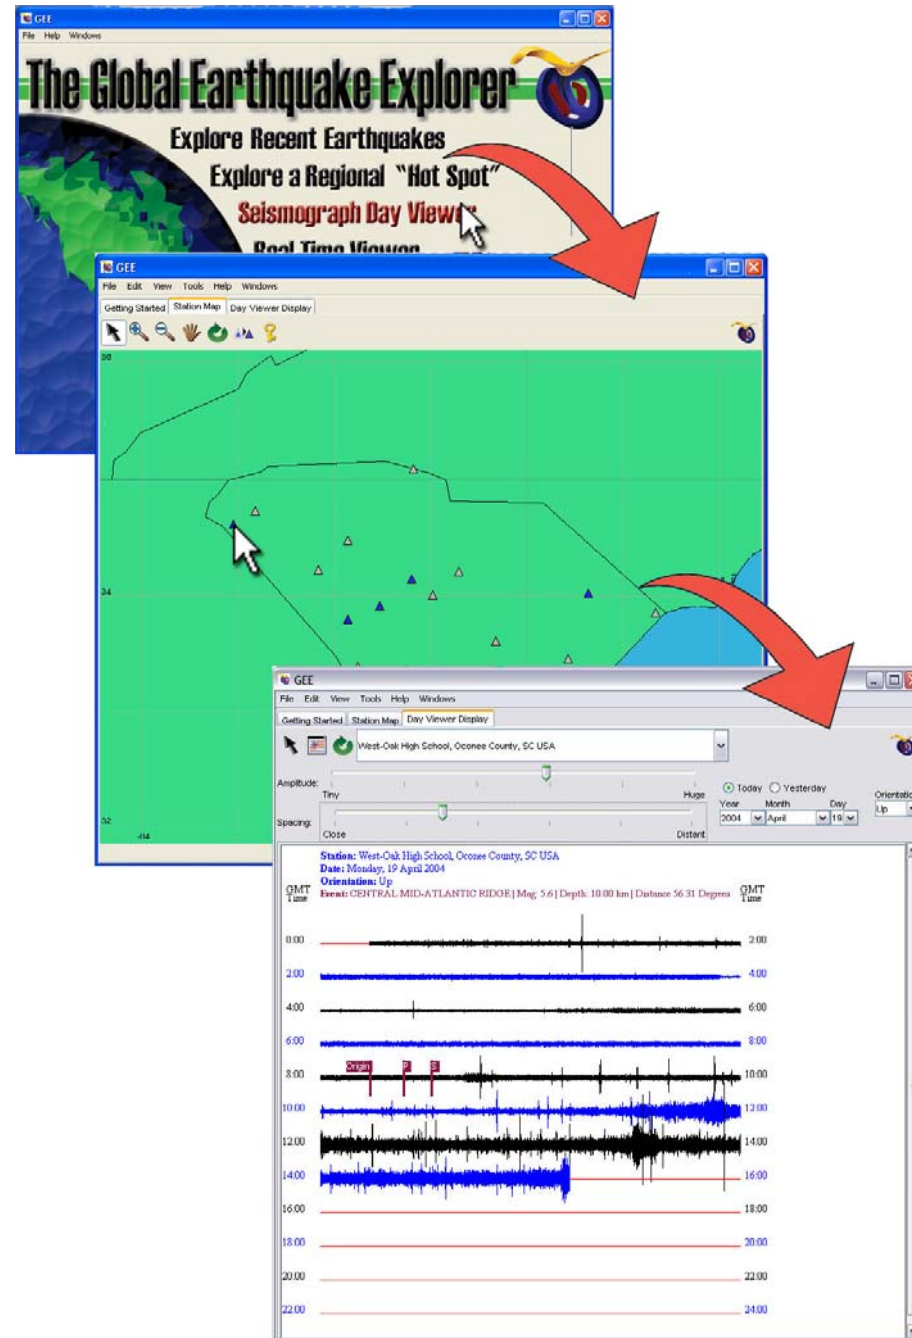 GEE
File Help Windows
The Global Earthquake Explorer
Explore Recent Earthquakes
Explore a Regional "Hot Spot"
Seismograph Day Viewer
Real Time Viewer
GEE
File Edit View Tools Help Windows
Getting Started Station Map Day Viewer Display
36
34
32
-84
GEE
File Edit View Tools Help Windows
Getting Started Station Map Day Viewer Display
West-Oak High School, Oconee County, SC USA
Amplitude:
Tiny Huge
Today Yesterday
Year Month Day
2004 April 19
Orientatio
Up
Spacing:
Close Distant
Station: West-Oak High School, Oconee County, SC USA
Date: Monday, 19 April 2004
Orientation: Up
Event: CENTRAL MID-ATLANTIC RIDGE | Mag: 5.6 | Depth: 10.00 km | Distance 56.31 Degrees
GMT Time GMT Time
0:00 2:00
2:00 4:00
4:00 6:00
6:00 8:00
Origin P S
8:00 10:00
10:00 12:00
12:00 14:00
14:00 16:00
16:00 18:00
18:00 20:00
20:00 22:00
22:00 24:00